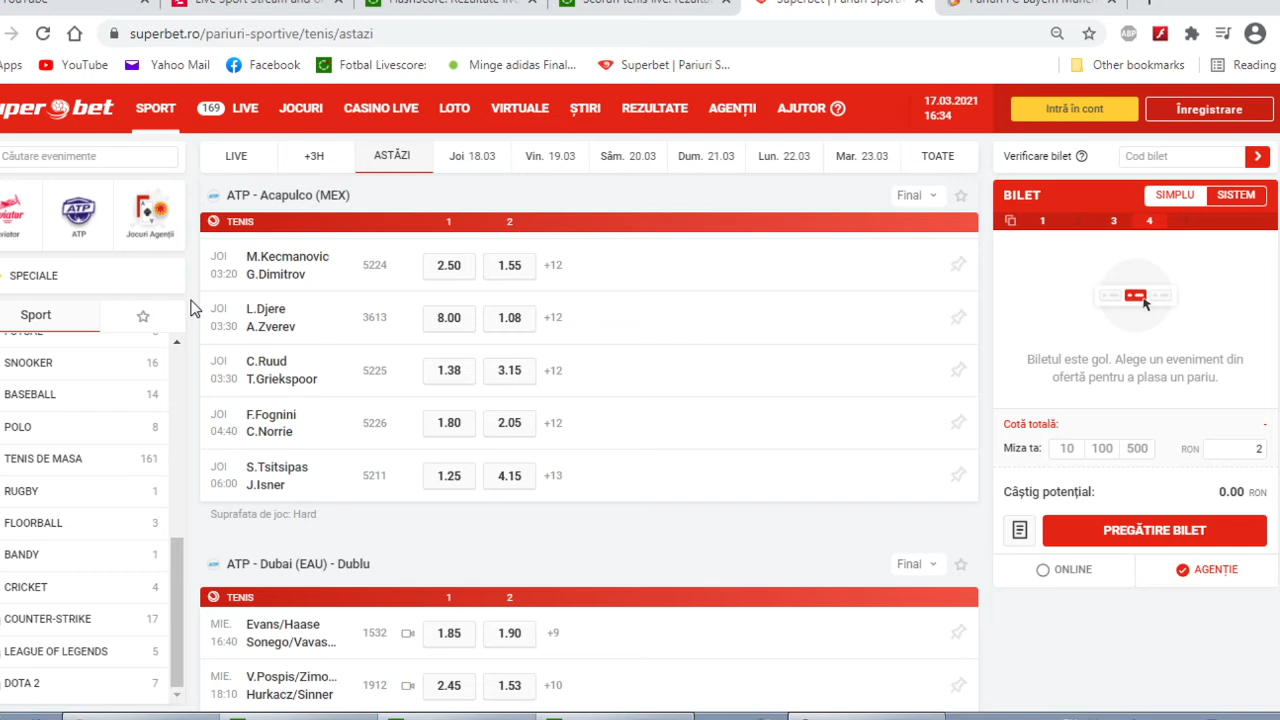 superbet.ro/pariuri-sportive/tenis/astazi
ABP
Apps YouTube Yahoo Mail Facebook Fotbal Livescore: Minge adidas Final... Superbet | Pariuri S... Other bookmarks Reading
superbet SPORT 169 LIVE JOCURI CASINO LIVE LOTO VIRTUALE ȘTIRI REZULTATE AGENȚII AJUTOR ?
17.03.2021
16:34
Intră în cont Înregistrare
Căutare evenimente
LIVE +3H ASTĂZI Joi 18.03 Vin. 19.03 Sâm. 20.03 Dum. 21.03 Lun. 22.03 Mar. 23.03 TOATE
Verificare bilet ? Cod bilet
aviator ATP Jocuri Agenții
SPECIALE
Sport
SNOOKER 16
BASEBALL 14
POLO 8
TENIS DE MASA 161
RUGBY 1
FLOORBALL 3
BANDY 1
CRICKET 4
COUNTER-STRIKE 17
LEAGUE OF LEGENDS 5
DOTA 2 7
ATP - Acapulco (MEX) Final
TENIS 1 2
JOI 03:20 M.Kecmanovic G.Dimitrov 5224 2.50 1.55 +12
JOI 03:30 L.Djere A.Zverev 3613 8.00 1.08 +12
JOI 03:30 C.Ruud T.Griekspoor 5225 1.38 3.15 +12
JOI 04:40 F.Fognini C.Norrie 5226 1.80 2.05 +12
JOI 06:00 S.Tsitsipas J.Isner 5211 1.25 4.15 +13
Suprafata de joc: Hard
ATP - Dubai (EAU) - Dublu Final
TENIS 1 2
MIE. 16:40 Evans/Haase Sonego/Vavas... 1532 1.85 1.90 +9
MIE. 18:10 V.Pospis/Zimo... Hurkacz/Sinner 1912 2.45 1.53 +10
BILET SIMPLU SISTEM
1 3 4
Biletul este gol. Alege un eveniment din
ofertă pentru a plasa un pariu.
Cotă totală: -
Miza ta: 10 100 500 RON 2
Câștig potențial: 0.00 RON
PREGĂTIRE BILET
ONLINE AGENȚIE